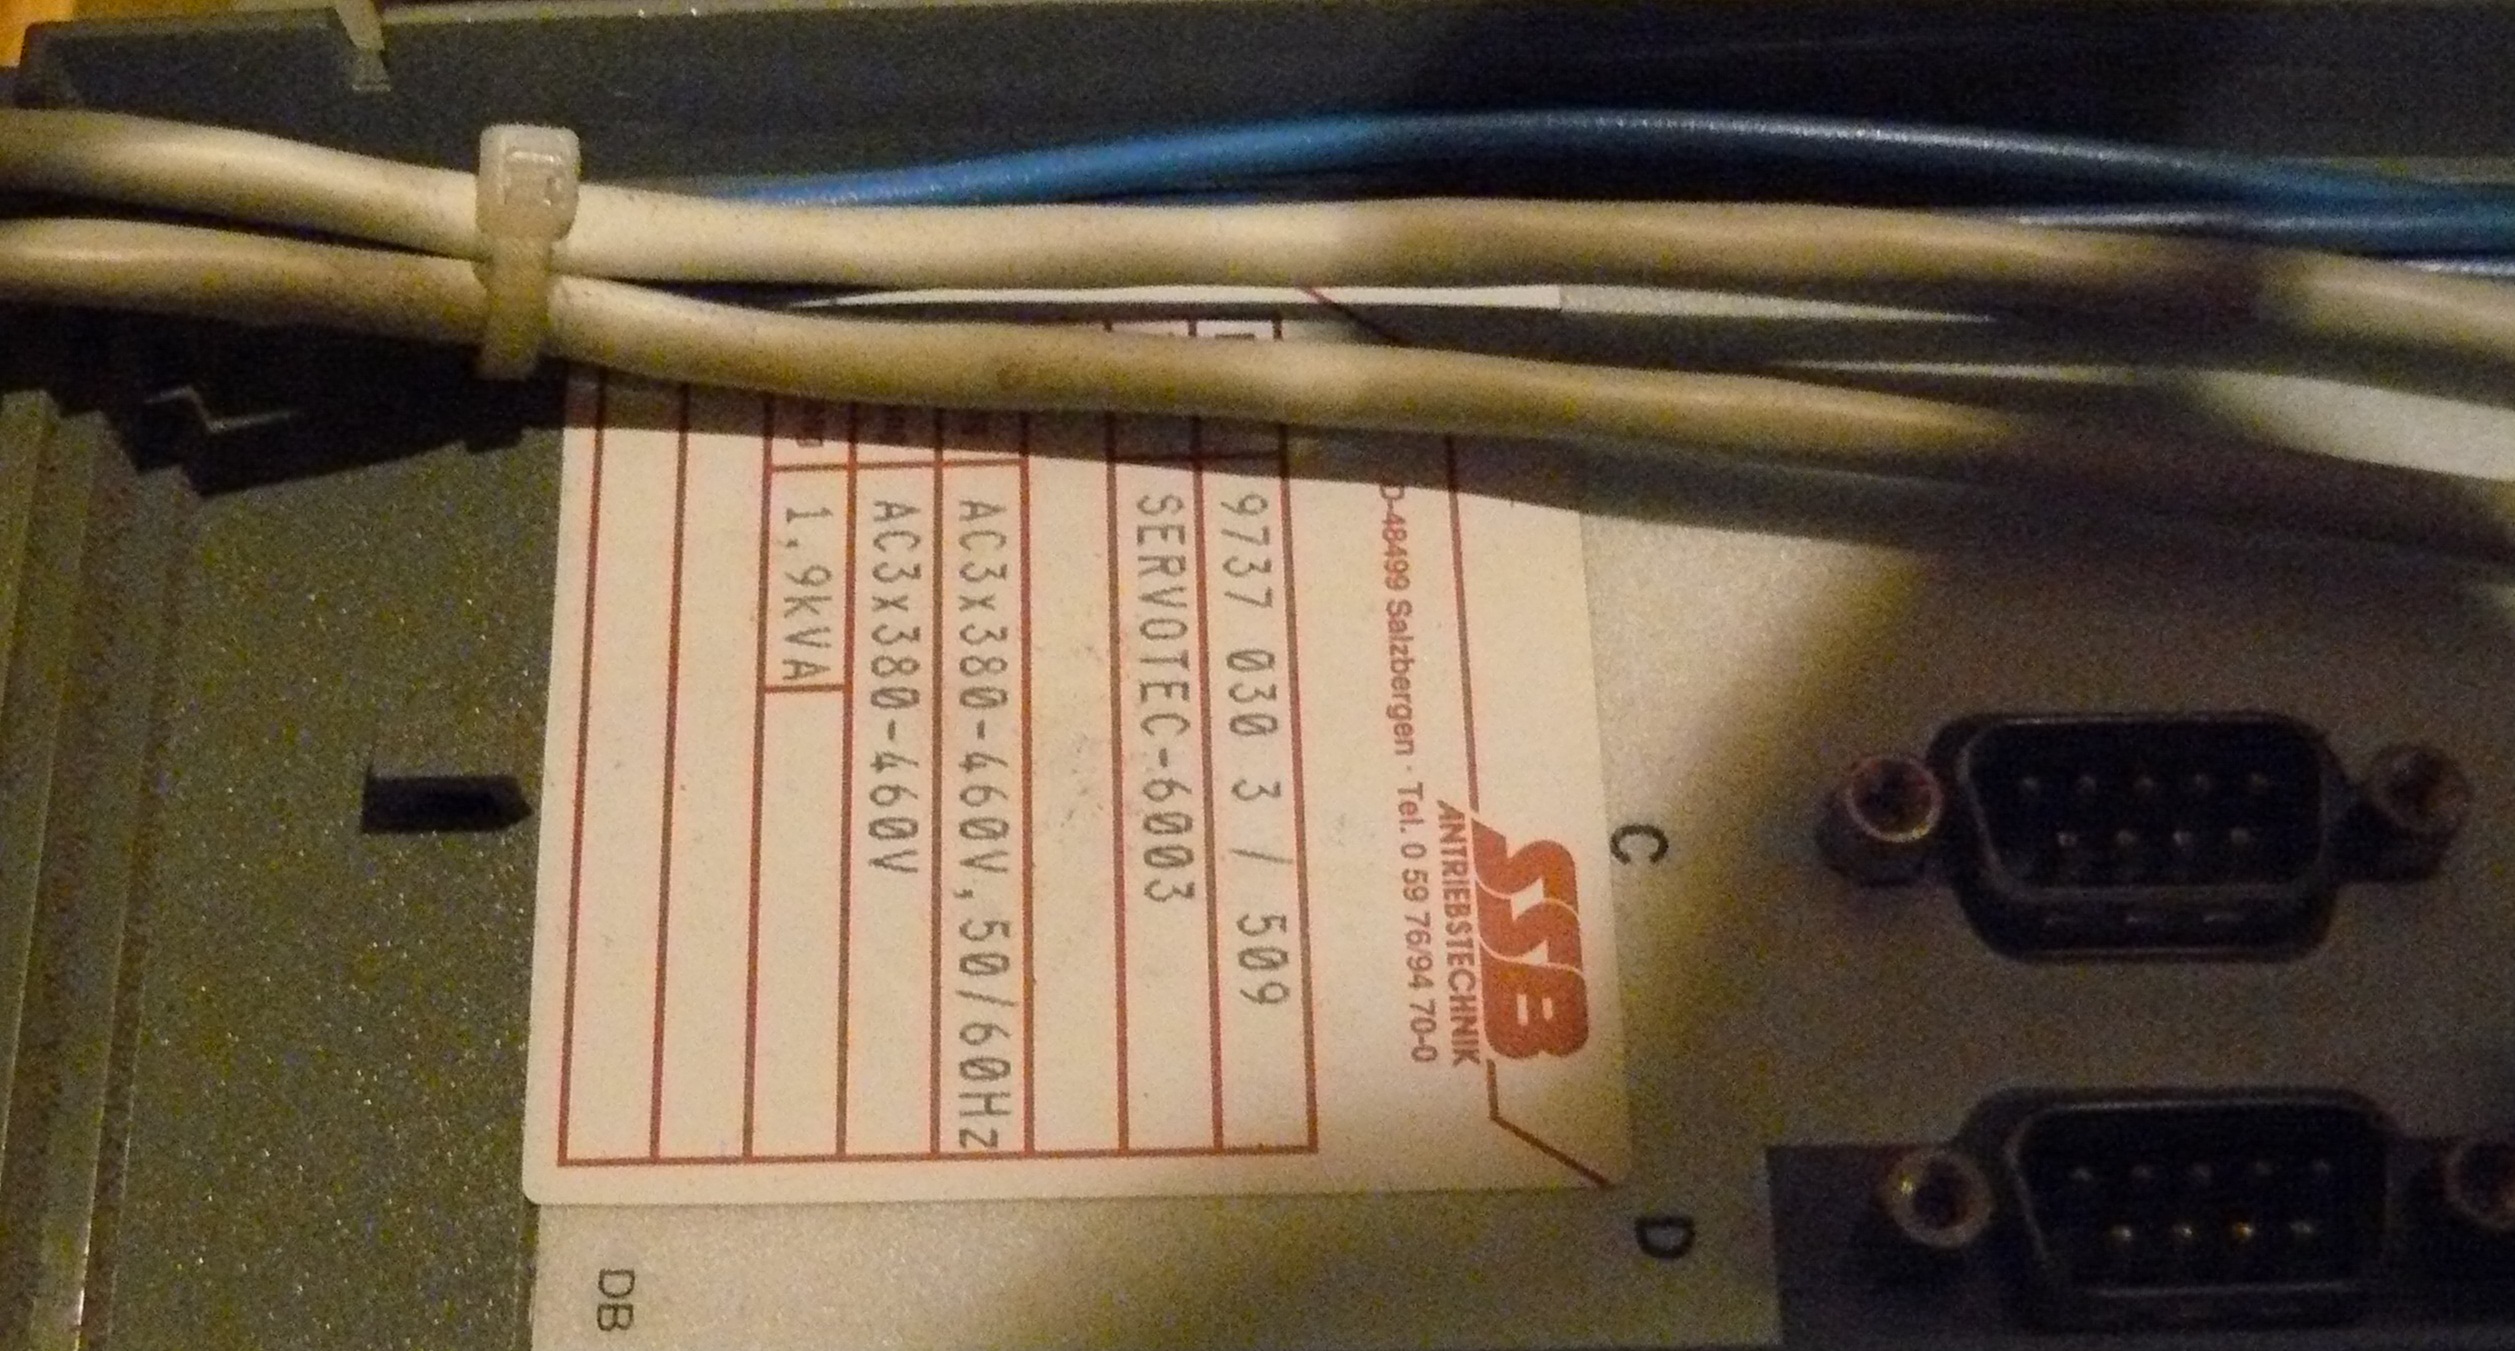 SSB
ANTRIEBSTECHNIK
D-48499 Salzbergen · Tel. 0 59 76/94 70-0
9737 030 3 / 509
SERVOTEC-6003
AC3x380-460V,50/60Hz
AC3x380-460V
1,9kVA
C
D
DB